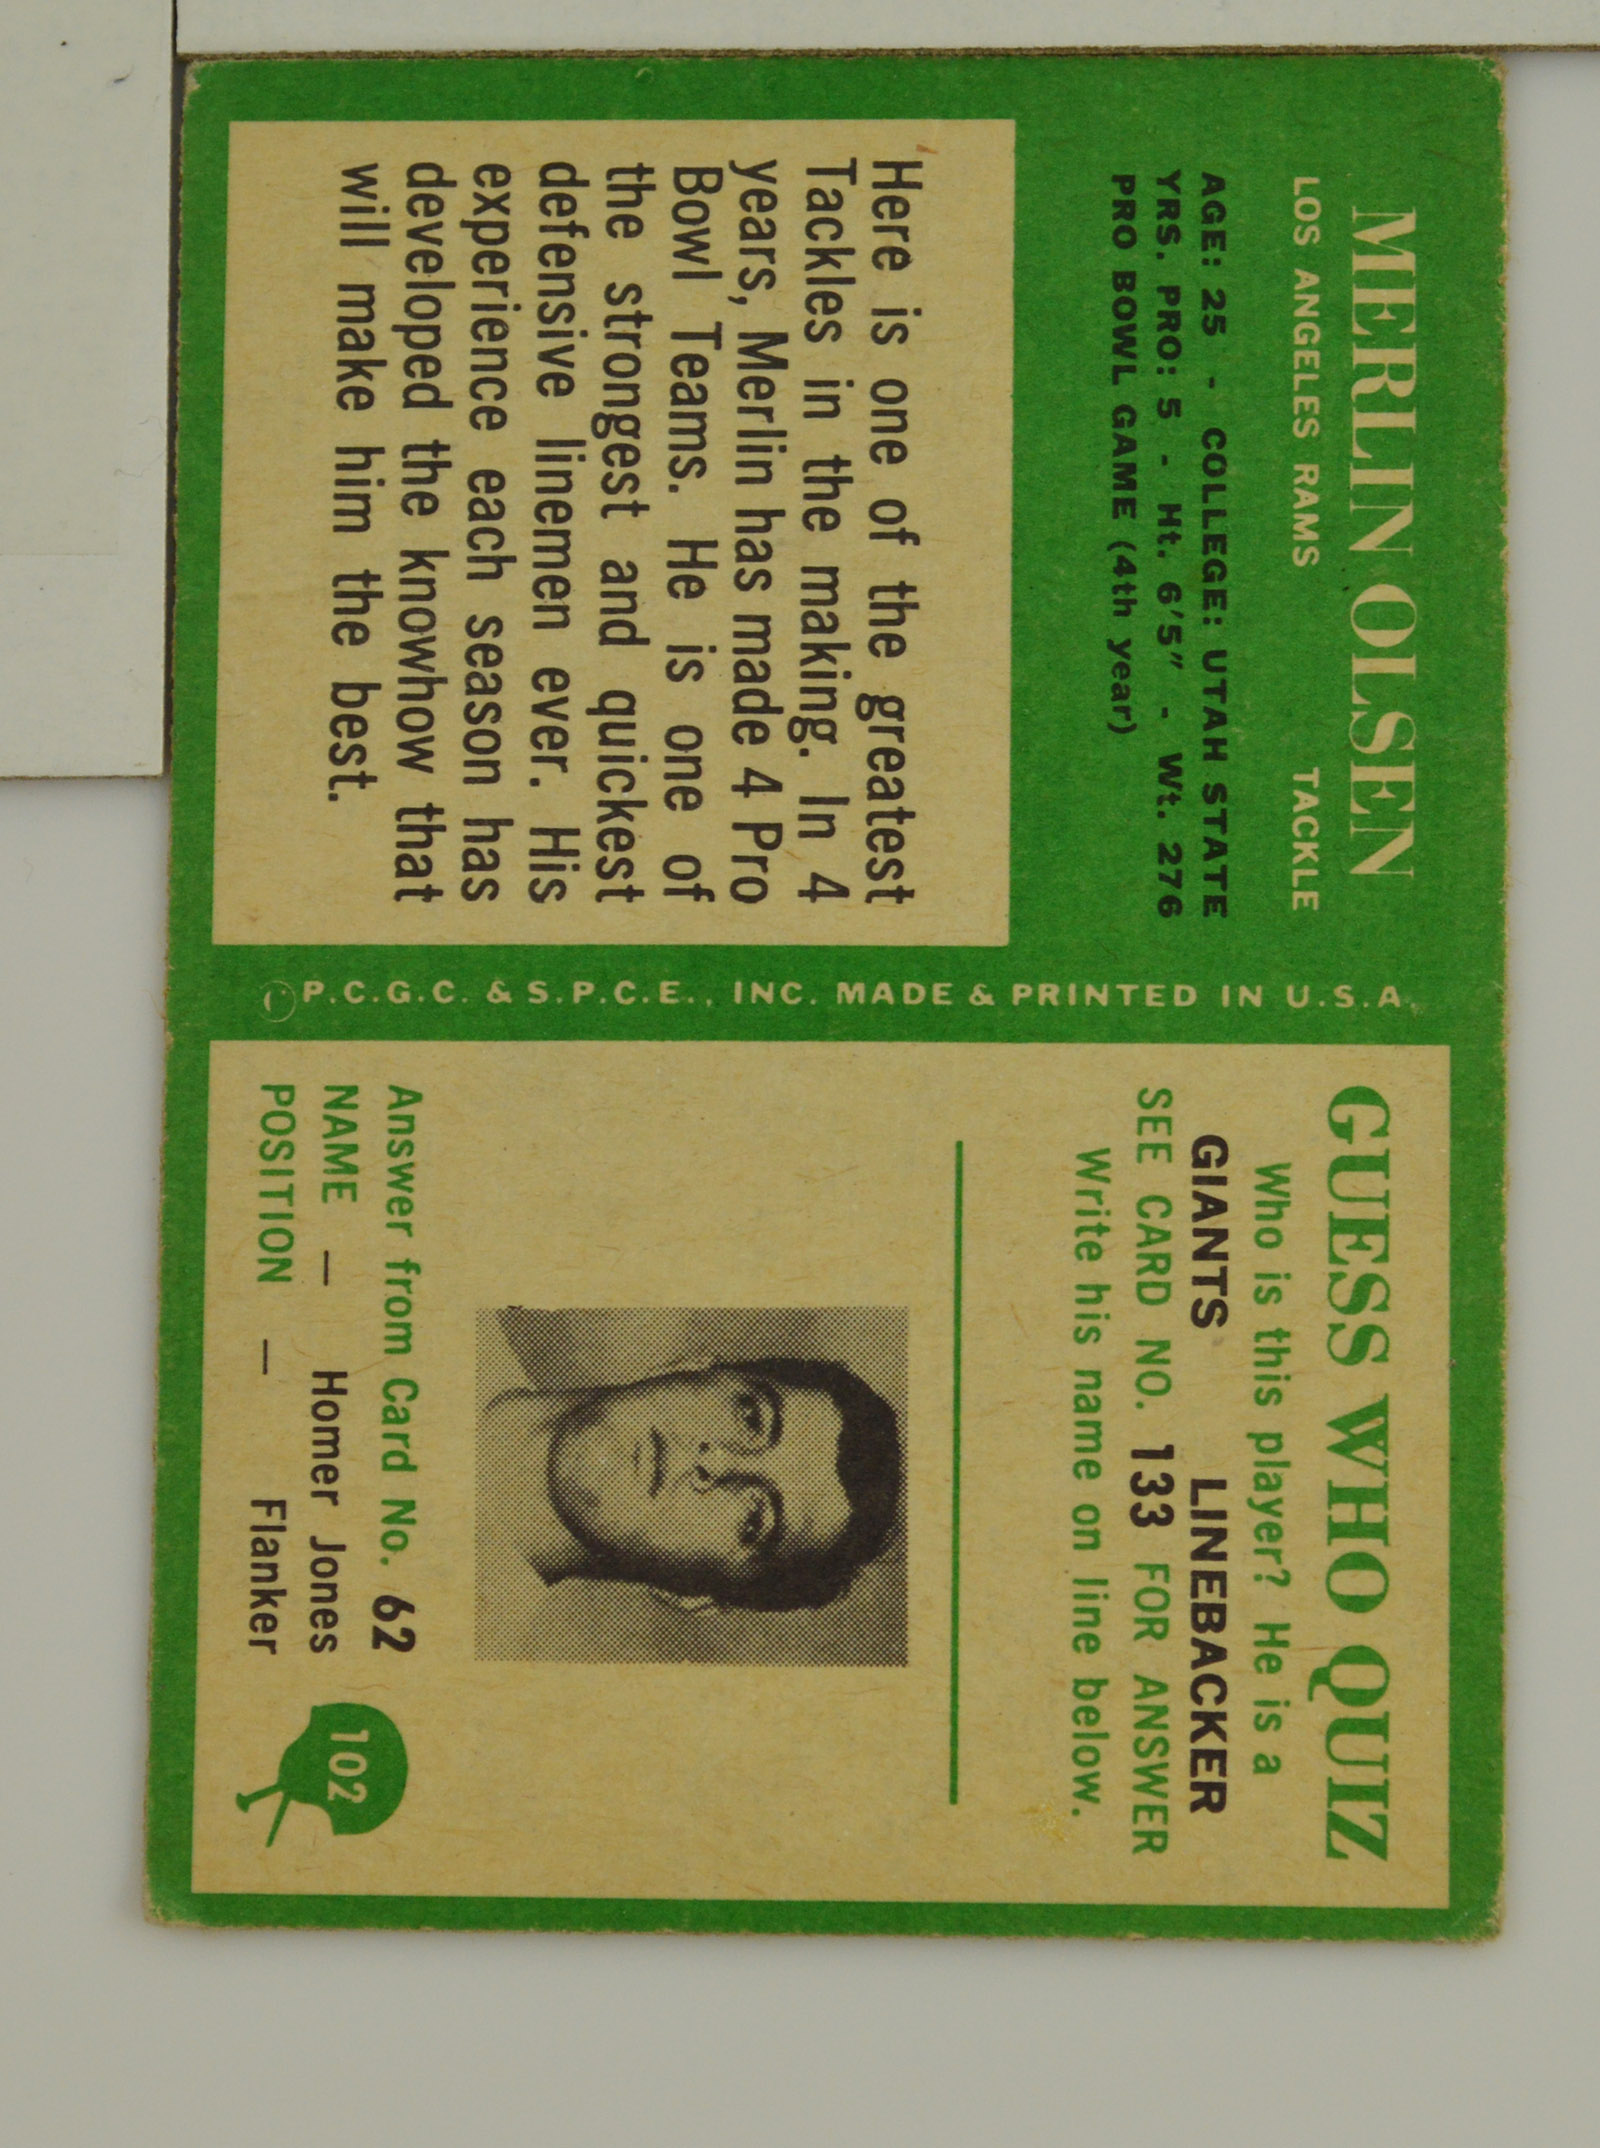 MERLIN OLSEN
LOS ANGELES RAMS TACKLE
AGE: 25 - COLLEGE: UTAH STATE
YRS. PRO: 5 - Ht. 6'5" - Wt. 276
PRO BOWL GAME (4th year)
Here is one of the greatest
Tackles in the making. In 4
years, Merlin has made 4 Pro
Bowl Teams. He is one of
the strongest and quickest
defensive linemen ever. His
experience each season has
developed the knowhow that
will make him the best.
© P.C.G.C. & S.P.C.E., INC. MADE & PRINTED IN U.S.A.
GUESS WHO QUIZ
Who is this player? He is a
GIANTS LINEBACKER
SEE CARD NO. 133 FOR ANSWER
Write his name on line below.
Answer from Card No. 62
NAME — Homer Jones
POSITION — Flanker
102